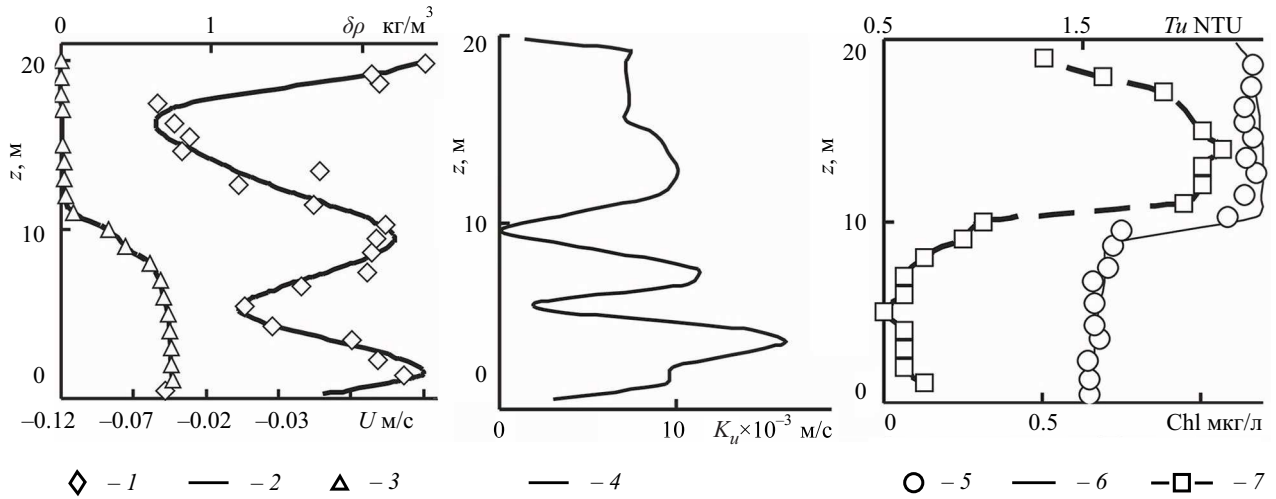 0 1 δρ кг/м³
0.5 1.5 Tu NTU
20
20
20
z, м
z, м
z, м
10
10
10
0
0
0
–0.12 –0.07 –0.02 –0.03 U м/с
0 10 Kᵤ×10⁻³ м/с
0 0.5 Chl мкг/л
– 1 – 2 – 3 – 4 – 5 – 6 – 7